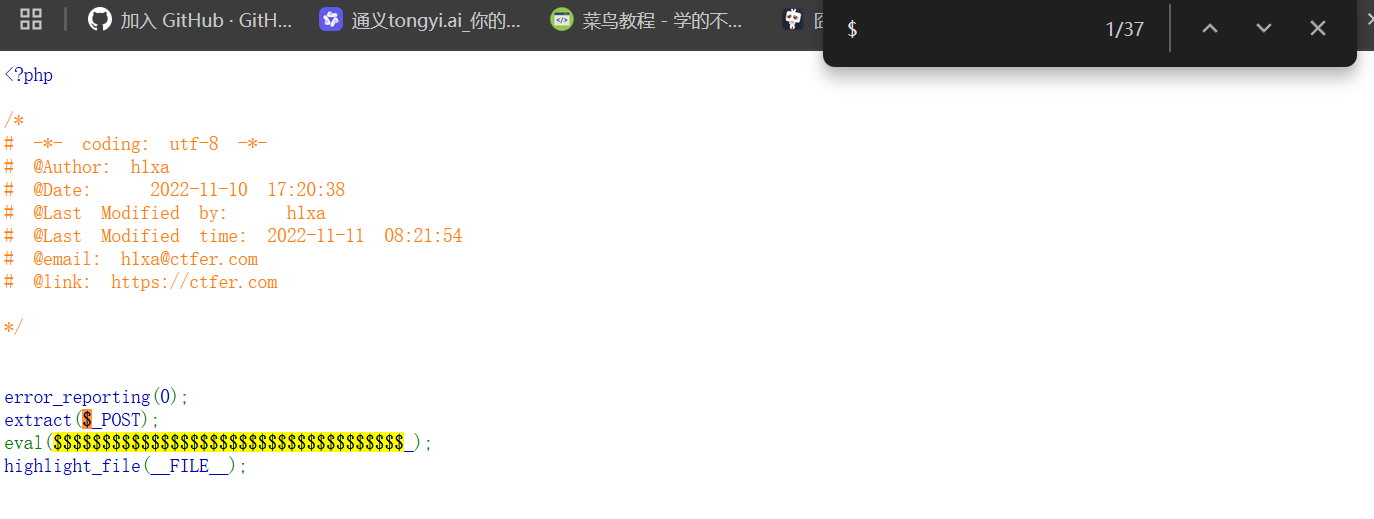 加入 GitHub · GitH...
通义tongyi.ai_你的...
菜鸟教程 - 学的不...
$ 1/37
<?php
/*
# -*- coding: utf-8 -*-
# @Author: hlxa
# @Date: 2022-11-10 17:20:38
# @Last Modified by: hlxa
# @Last Modified time: 2022-11-11 08:21:54
# @email: hlxa@ctfer.com
# @link: https://ctfer.com
*/
error_reporting(0);
extract($_POST);
eval($$$$$$$$$$$$$$$$$$$$$$$$$$$$$$$$$$$$_);
highlight_file(__FILE__);